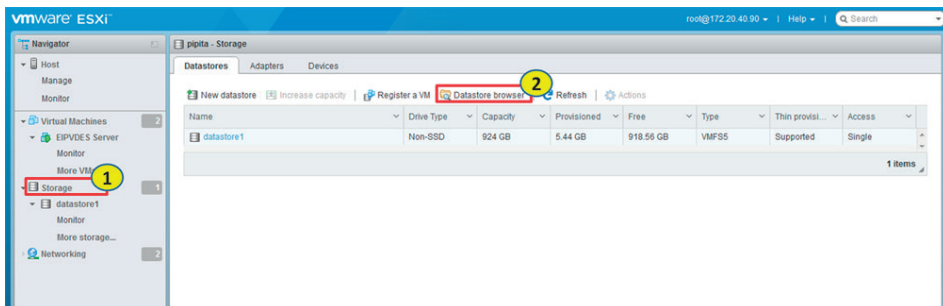 vmware ESXi™
root@172.20.40.90 | Help | Search
Navigator
pipita - Storage
Host
Manage
Monitor
Virtual Machines 2
EIPVDES Server
Monitor
More VM
1
Storage 1
datastore1
Monitor
More storage...
Networking 2
Datastores Adapters Devices
2
New datastore Increase capacity | Register a VM Datastore browser Refresh | Actions
Name Drive Type Capacity Provisioned Free Type Thin provisi... Access
datastore1 Non-SSD 924 GB 5.44 GB 918.56 GB VMFS5 Supported Single
1 items